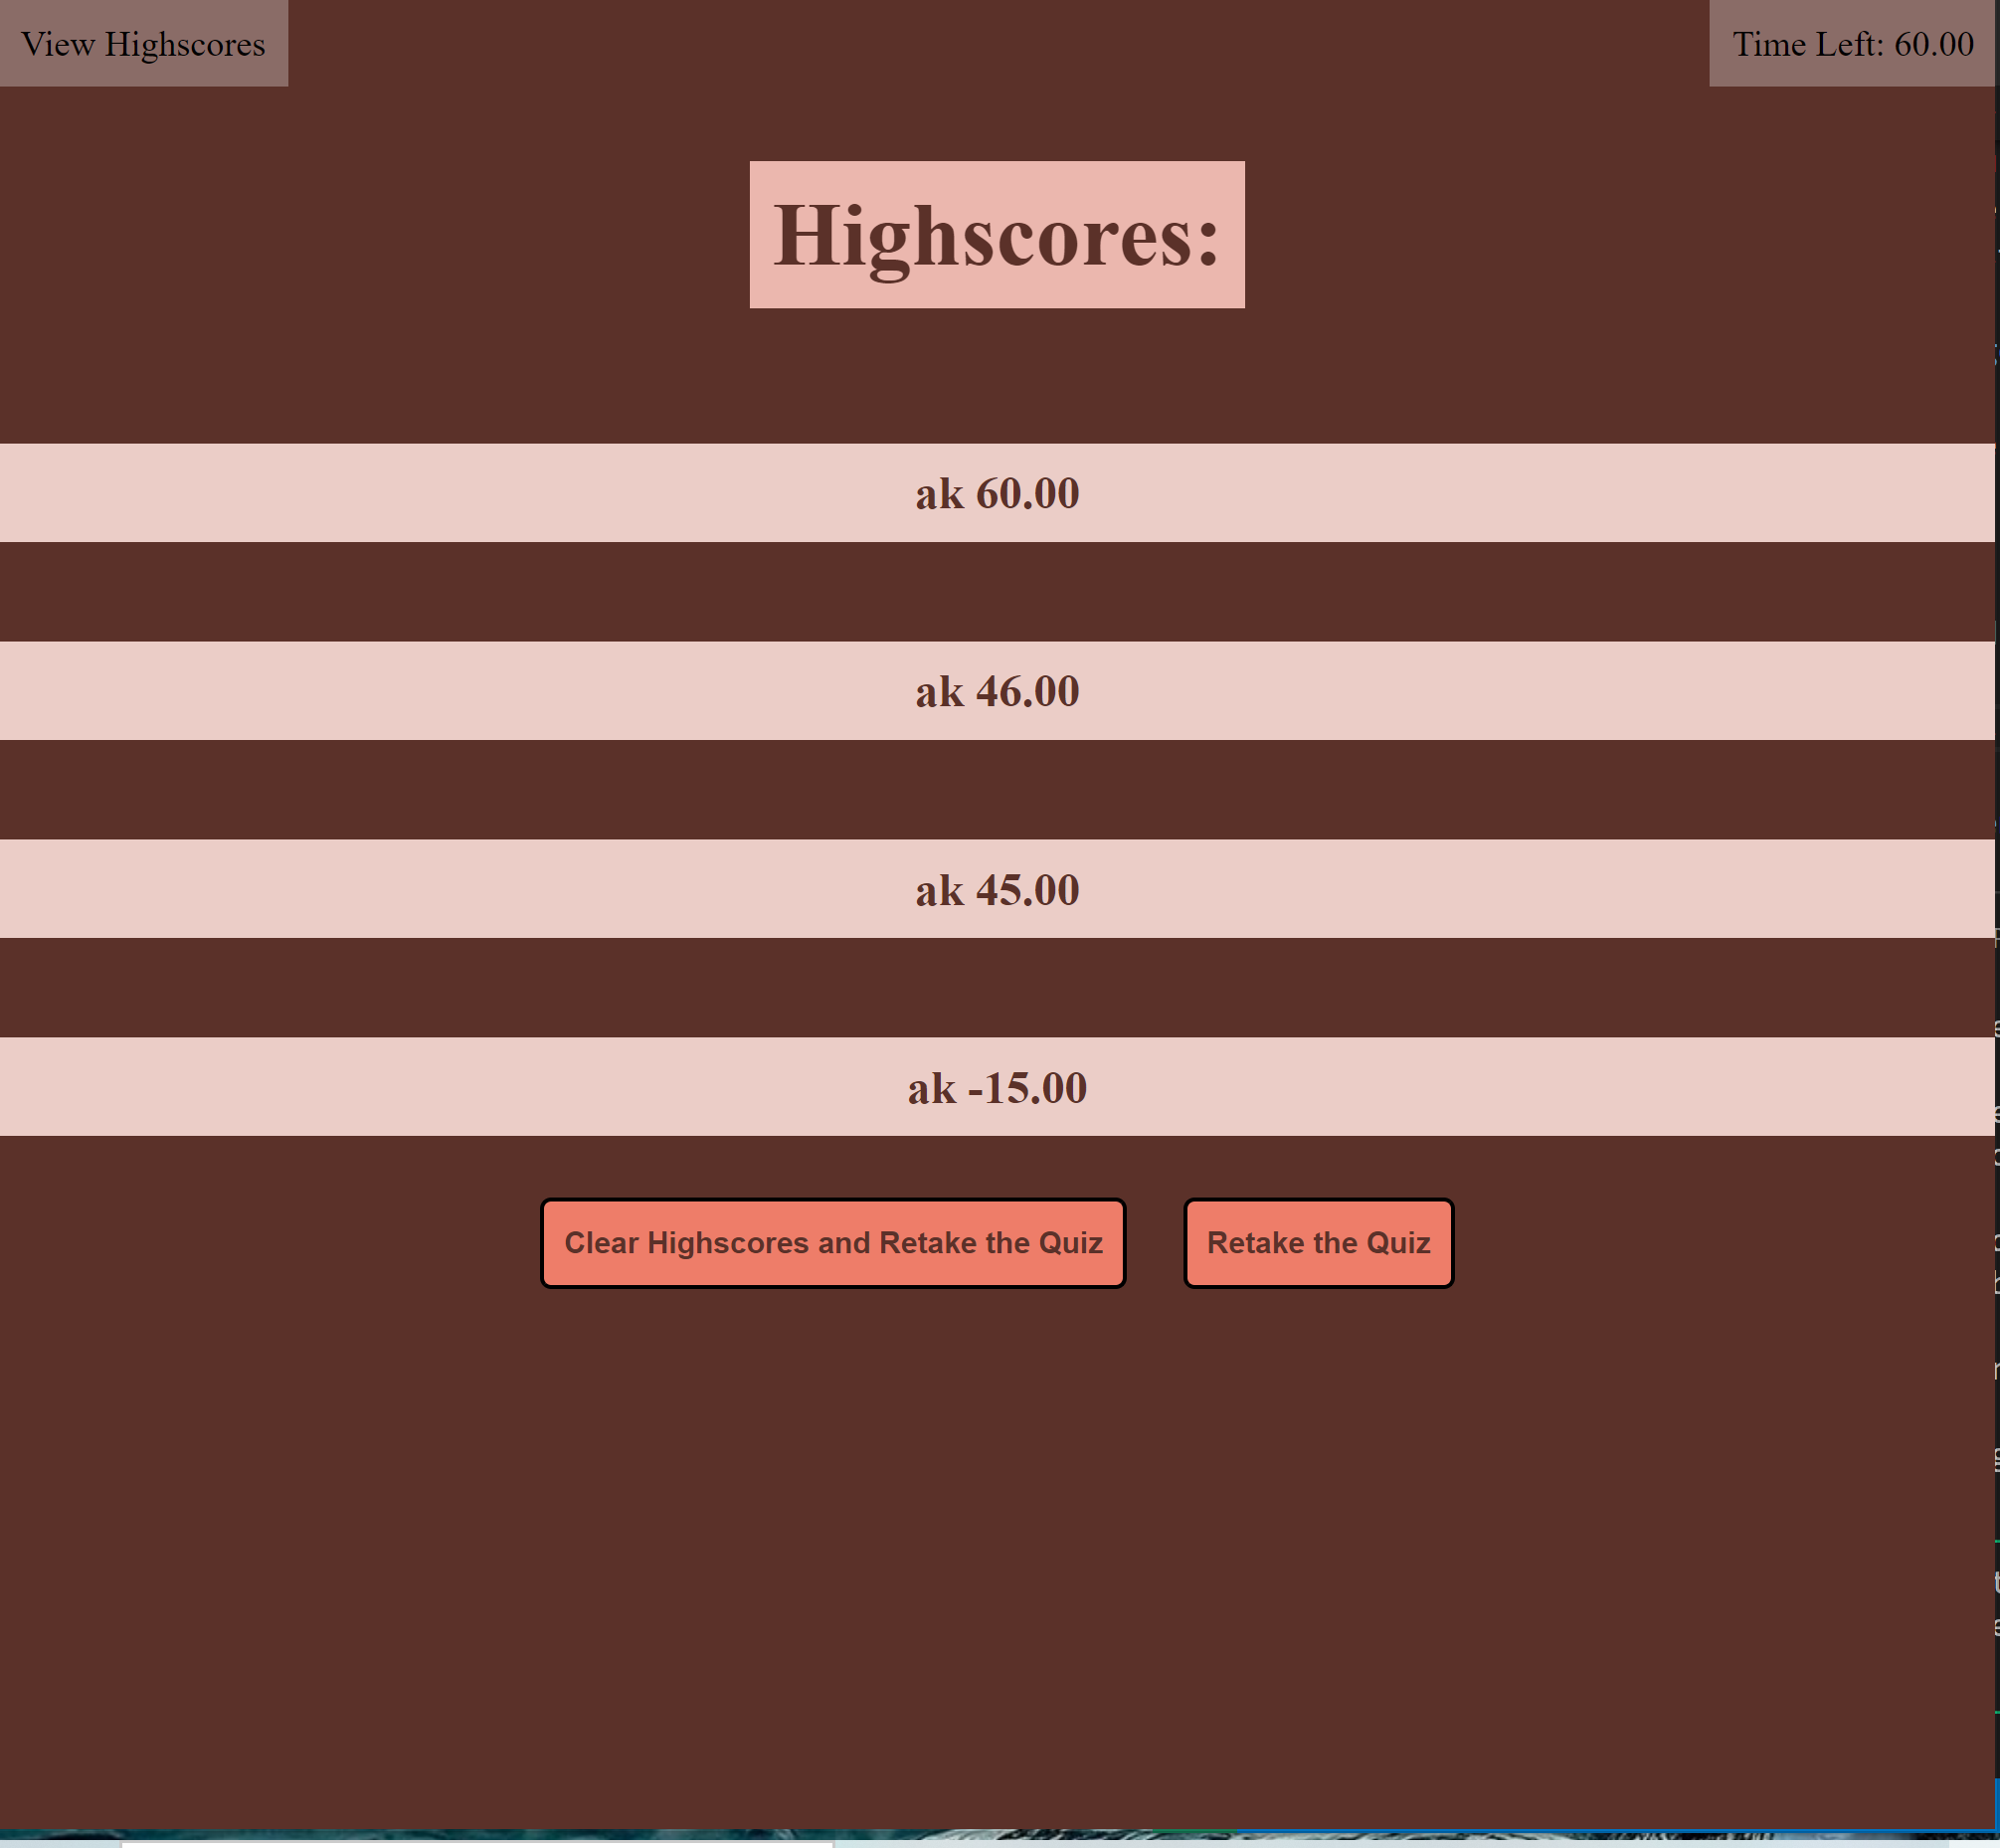 View Highscores
Time Left: 60.00
Highscores:
ak 60.00
ak 46.00
ak 45.00
ak -15.00
Clear Highscores and Retake the Quiz
Retake the Quiz